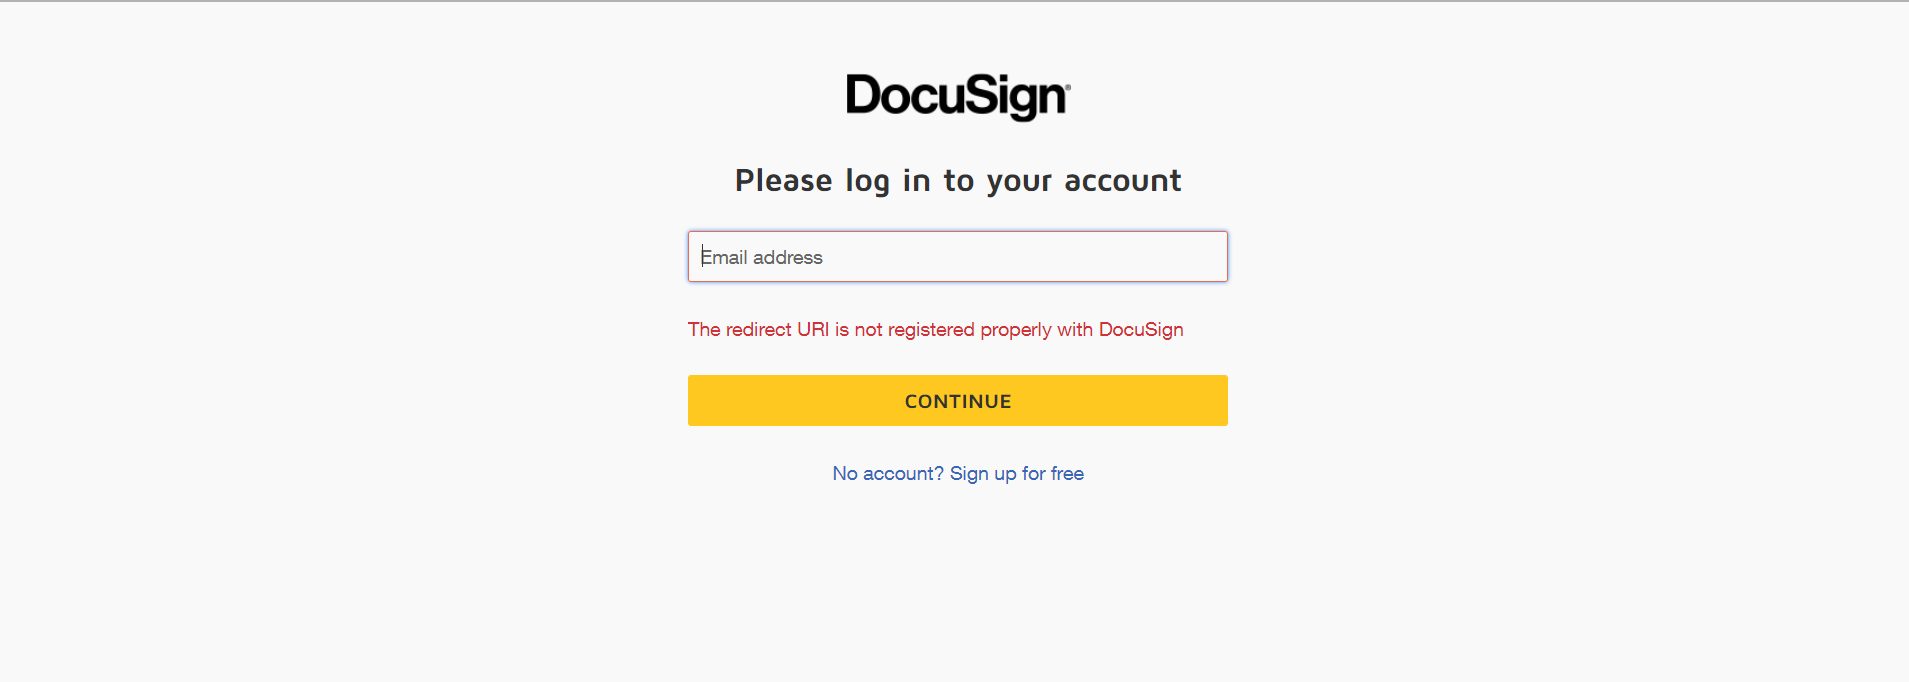 DocuSign®
Please log in to your account
Email address
The redirect URI is not registered properly with DocuSign
CONTINUE
No account? Sign up for free